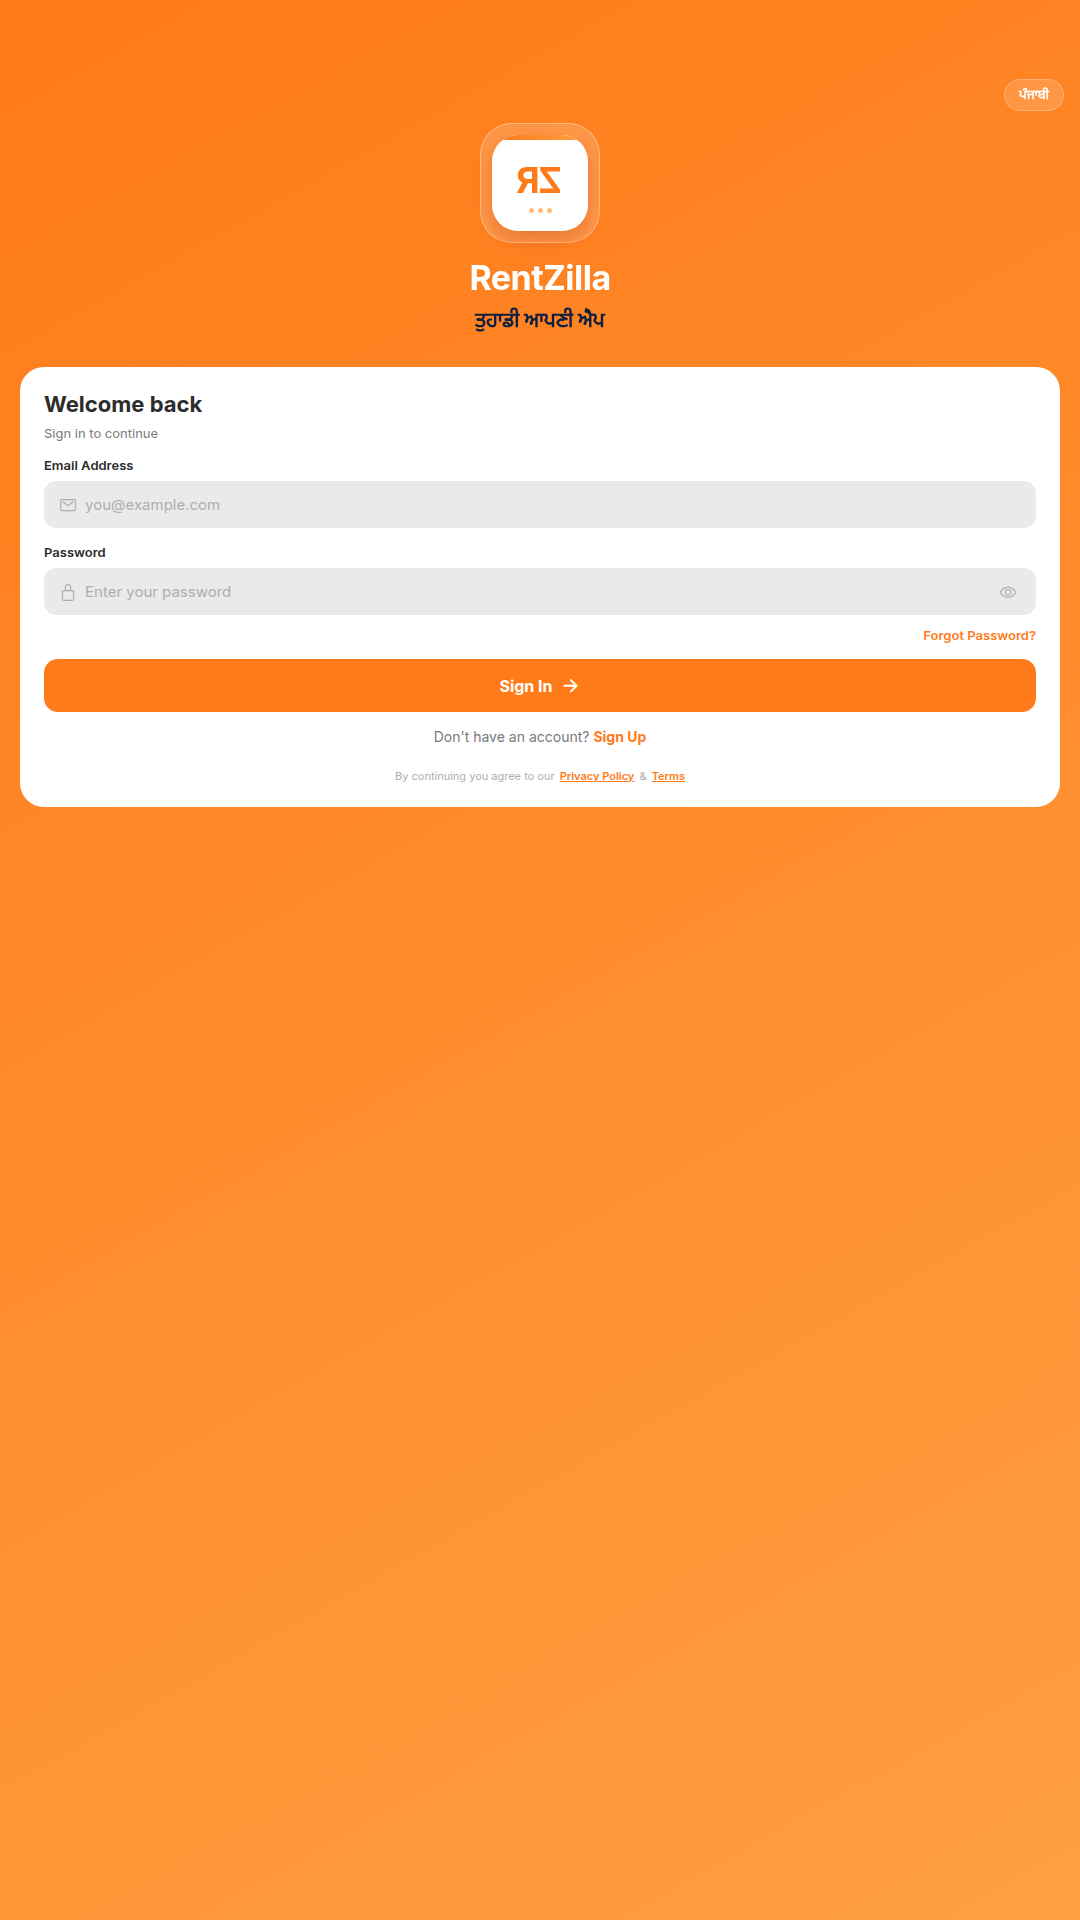 ਪੰਜਾਬੀ
RZ
RentZilla
ਤੁਹਾਡੀ ਆਪਣੀ ਐਪ
Welcome back
Sign in to continue
Email Address
you@example.com
Password
Enter your password
Forgot Password?
Sign In →
Don't have an account? Sign Up
By continuing you agree to our Privacy Policy & Terms